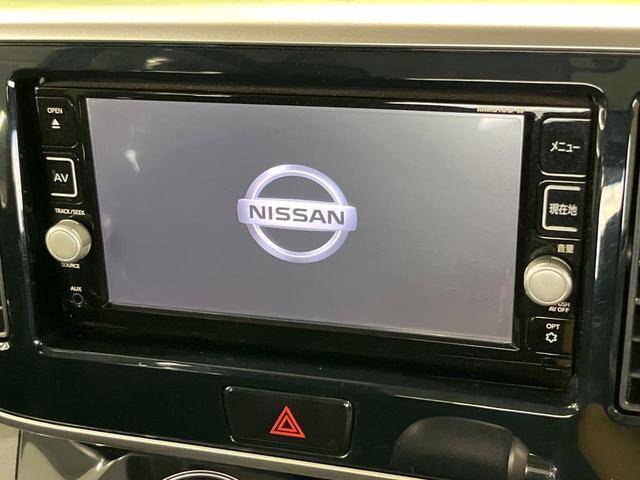 OPEN
AV
TRACK/SEEK
SOURCE
AUX
NISSAN
メニュー
現在地
音量
AV OFF
OPT